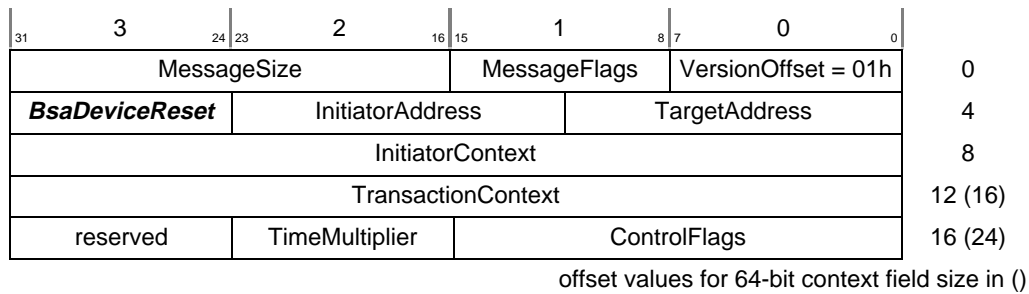 3 2 1 0
31 24 23 16 15 8 7 0
MessageSize MessageFlags VersionOffset = 01h 0
BsaDeviceReset InitiatorAddress TargetAddress 4
InitiatorContext 8
TransactionContext 12 (16)
reserved TimeMultiplier ControlFlags 16 (24)
offset values for 64-bit context field size in ()